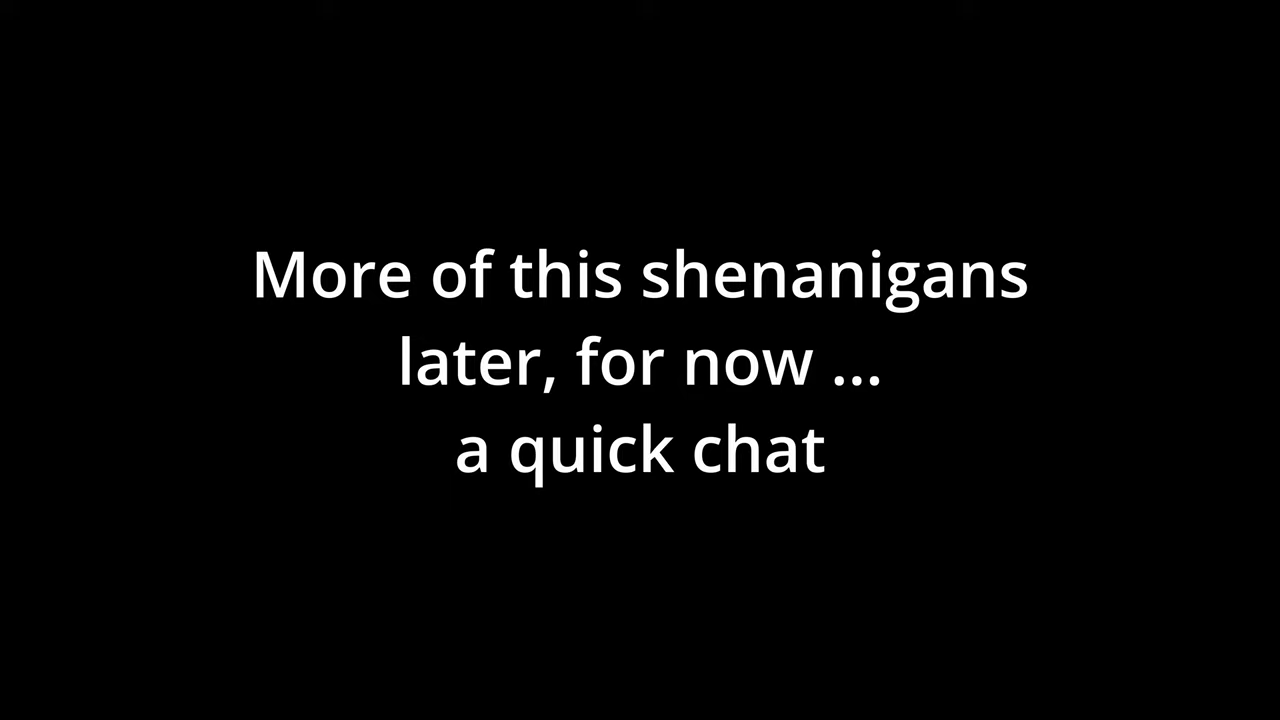 More of this shenanigans
later, for now ...
a quick chat